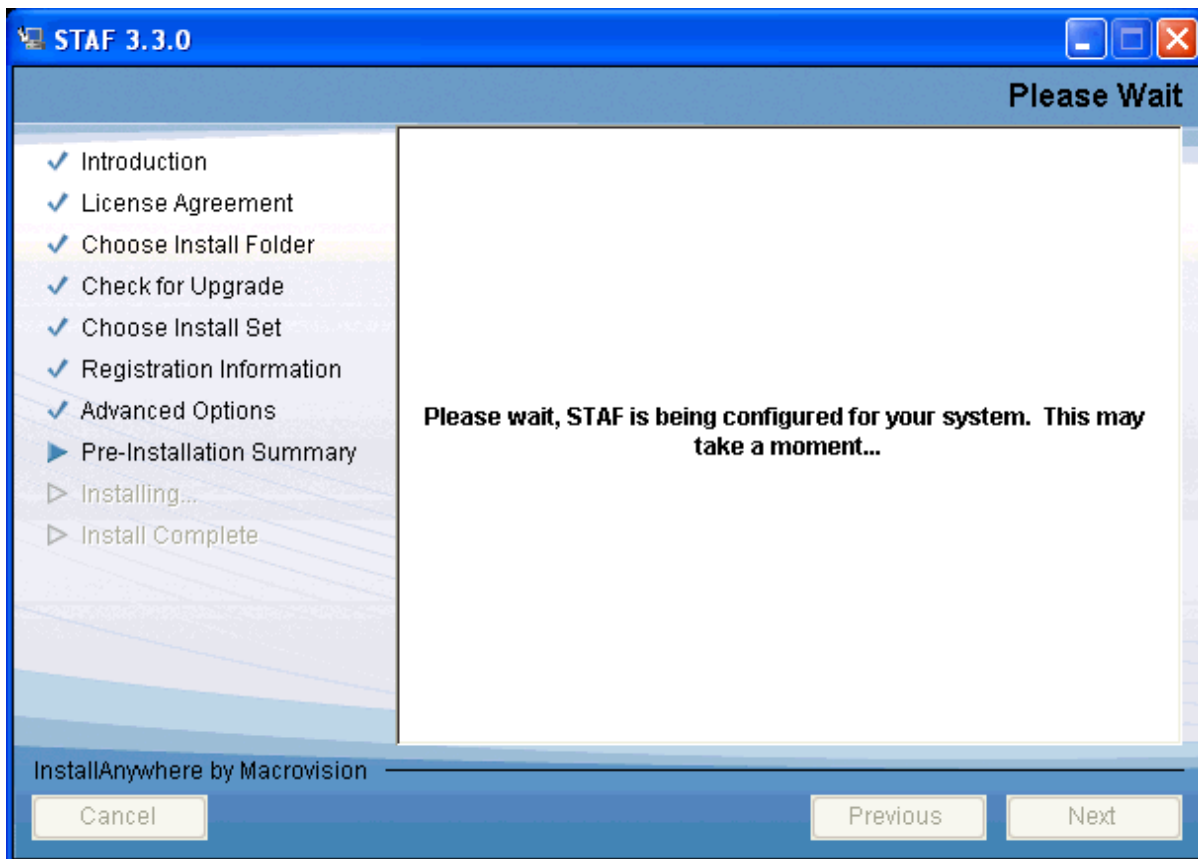 STAF 3.3.0
Please Wait
Introduction
License Agreement
Choose Install Folder
Check for Upgrade
Choose Install Set
Registration Information
Advanced Options
Pre-Installation Summary
Installing...
Install Complete
Please wait, STAF is being configured for your system.  This may
take a moment...
InstallAnywhere by Macrovision
Cancel
Previous
Next